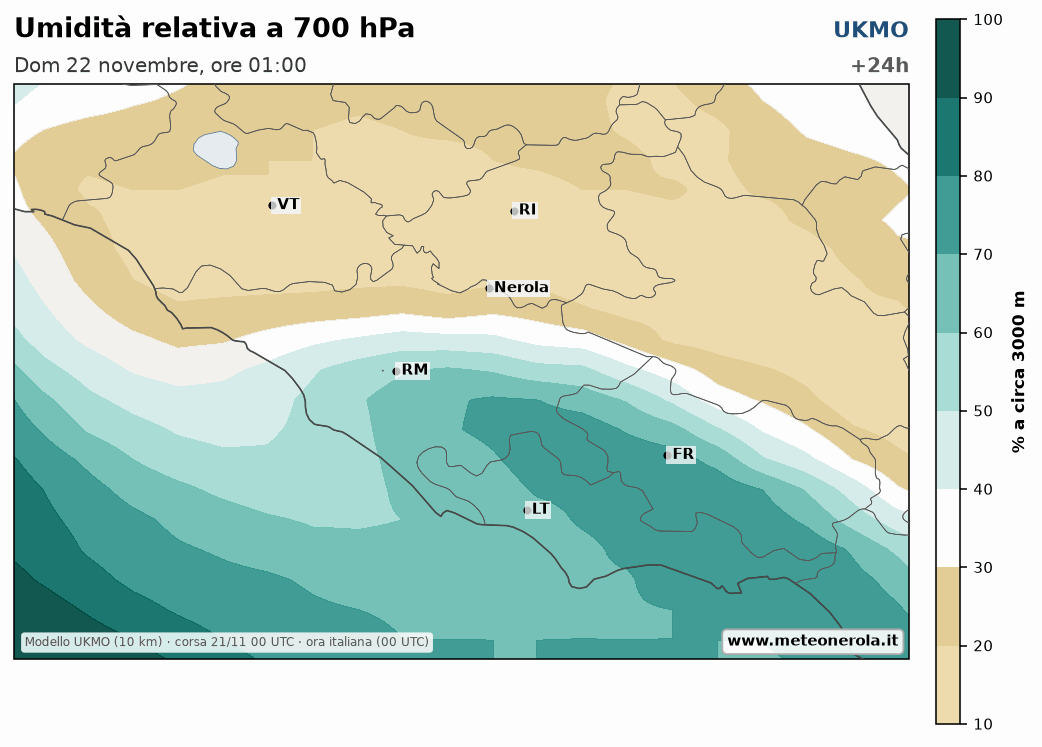 Umidità relativa a 700 hPa
UKMO
Dom 22 novembre, ore 01:00
+24h
VT
RI
Nerola
RM
FR
LT
Modello UKMO (10 km) · corsa 21/11 00 UTC · ora italiana (00 UTC)
www.meteonerola.it
100
90
80
70
60
50
40
30
20
10
% a circa 3000 m